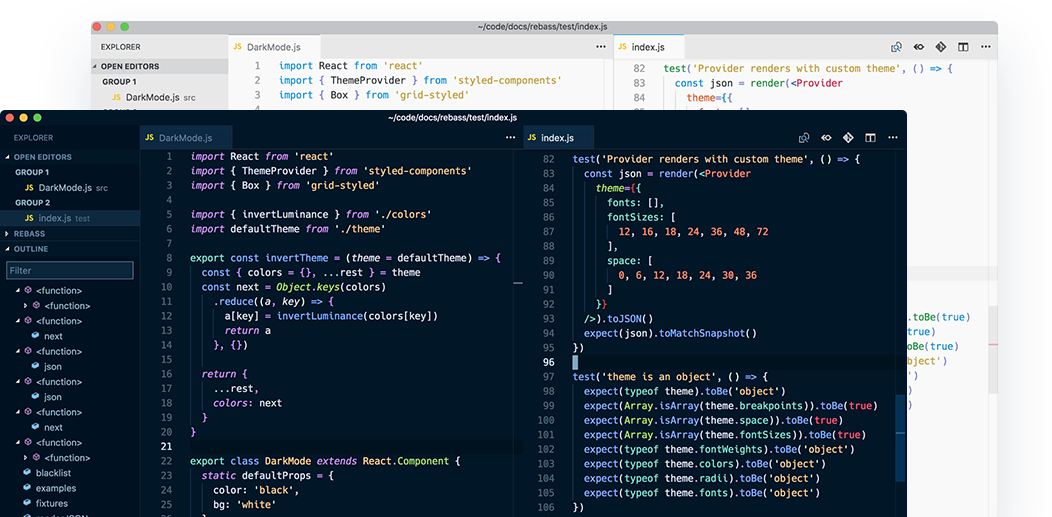 ~/code/docs/rebass/test/index.js
EXPLORER
OPEN EDITORS
GROUP 1
JS DarkMode.js src
JS DarkMode.js
1 import React from 'react'
2 import { ThemeProvider } from 'styled-components'
3 import { Box } from 'grid-styled'
4
JS index.js
82 test('Provider renders with custom theme', () => {
83 const json = render(<Provider
84 theme={{
.toBe(true)
true)
oBe(true)
bject')
')
)
)
~/code/docs/rebass/test/index.js
EXPLORER
OPEN EDITORS
GROUP 1
JS DarkMode.js src
GROUP 2
JS index.js test
REBASS
OUTLINE
Filter
<function>
<function>
<function>
next
<function>
json
<function>
json
<function>
next
<function>
<function>
blacklist
examples
fixtures
JS DarkMode.js
1 import React from 'react'
2 import { ThemeProvider } from 'styled-components'
3 import { Box } from 'grid-styled'
4
5 import { invertLuminance } from './colors'
6 import defaultTheme from './theme'
7
8 export const invertTheme = (theme = defaultTheme) => {
9 const { colors = {}, ...rest } = theme
10 const next = Object.keys(colors)
11 .reduce((a, key) => {
12 a[key] = invertLuminance(colors[key])
13 return a
14 }, {})
15
16 return {
17 ...rest,
18 colors: next
19 }
20 }
21
22 export class DarkMode extends React.Component {
23 static defaultProps = {
24 color: 'black',
25 bg: 'white'
JS index.js
82 test('Provider renders with custom theme', () => {
83 const json = render(<Provider
84 theme={{
85 fonts: [],
86 fontSizes: [
87 12, 16, 18, 24, 36, 48, 72
88 ],
89 space: [
90 0, 6, 12, 18, 24, 30, 36
91 ]
92 }}
93 />).toJSON()
94 expect(json).toMatchSnapshot()
95 })
96
97 test('theme is an object', () => {
98 expect(typeof theme).toBe('object')
99 expect(Array.isArray(theme.breakpoints)).toBe(true)
100 expect(Array.isArray(theme.space)).toBe(true)
101 expect(Array.isArray(theme.fontSizes)).toBe(true)
102 expect(typeof theme.fontWeights).toBe('object')
103 expect(typeof theme.colors).toBe('object')
104 expect(typeof theme.radii).toBe('object')
105 expect(typeof theme.fonts).toBe('object')
106 })